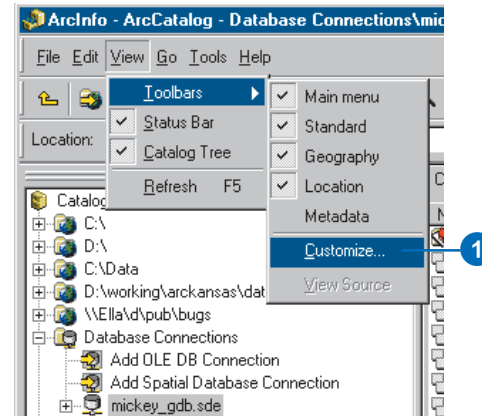 ArcInfo - ArcCatalog - Database Connections\mic
File Edit View Go Tools Help
Toolbars
Main menu
Status Bar
Standard
Location:
Catalog Tree
Geography
Refresh F5
Location
Catalog
Metadata
C:\
D:\
Customize...
1
C:\Data
View Source
D:\working\arckansas\dat
\\Ella\d\pub\bugs
Database Connections
Add OLE DB Connection
Add Spatial Database Connection
mickey_gdb.sde